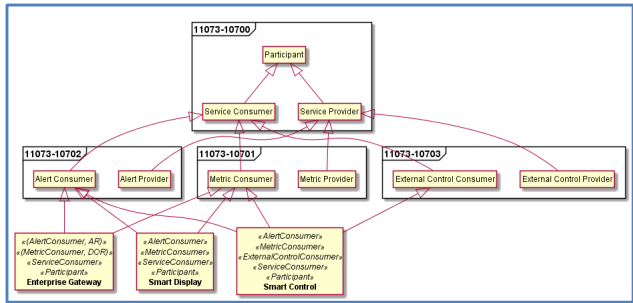 11073-10700
Participant
Service Consumer
Service Provider
11073-10702
11073-10701
11073-10703
Alert Consumer
Alert Provider
Metric Consumer
Metric Provider
External Control Consumer
External Control Provider
«(AlertConsumer, AR)»
«(MetricConsumer, DOR)»
«ServiceConsumer»
«Participant»
Enterprise Gateway
«AlertConsumer»
«MetricConsumer»
«ServiceConsumer»
«Participant»
Smart Display
«AlertConsumer»
«MetricConsumer»
«ExternalControlConsumer»
«ServiceConsumer»
«Participant»
Smart Control